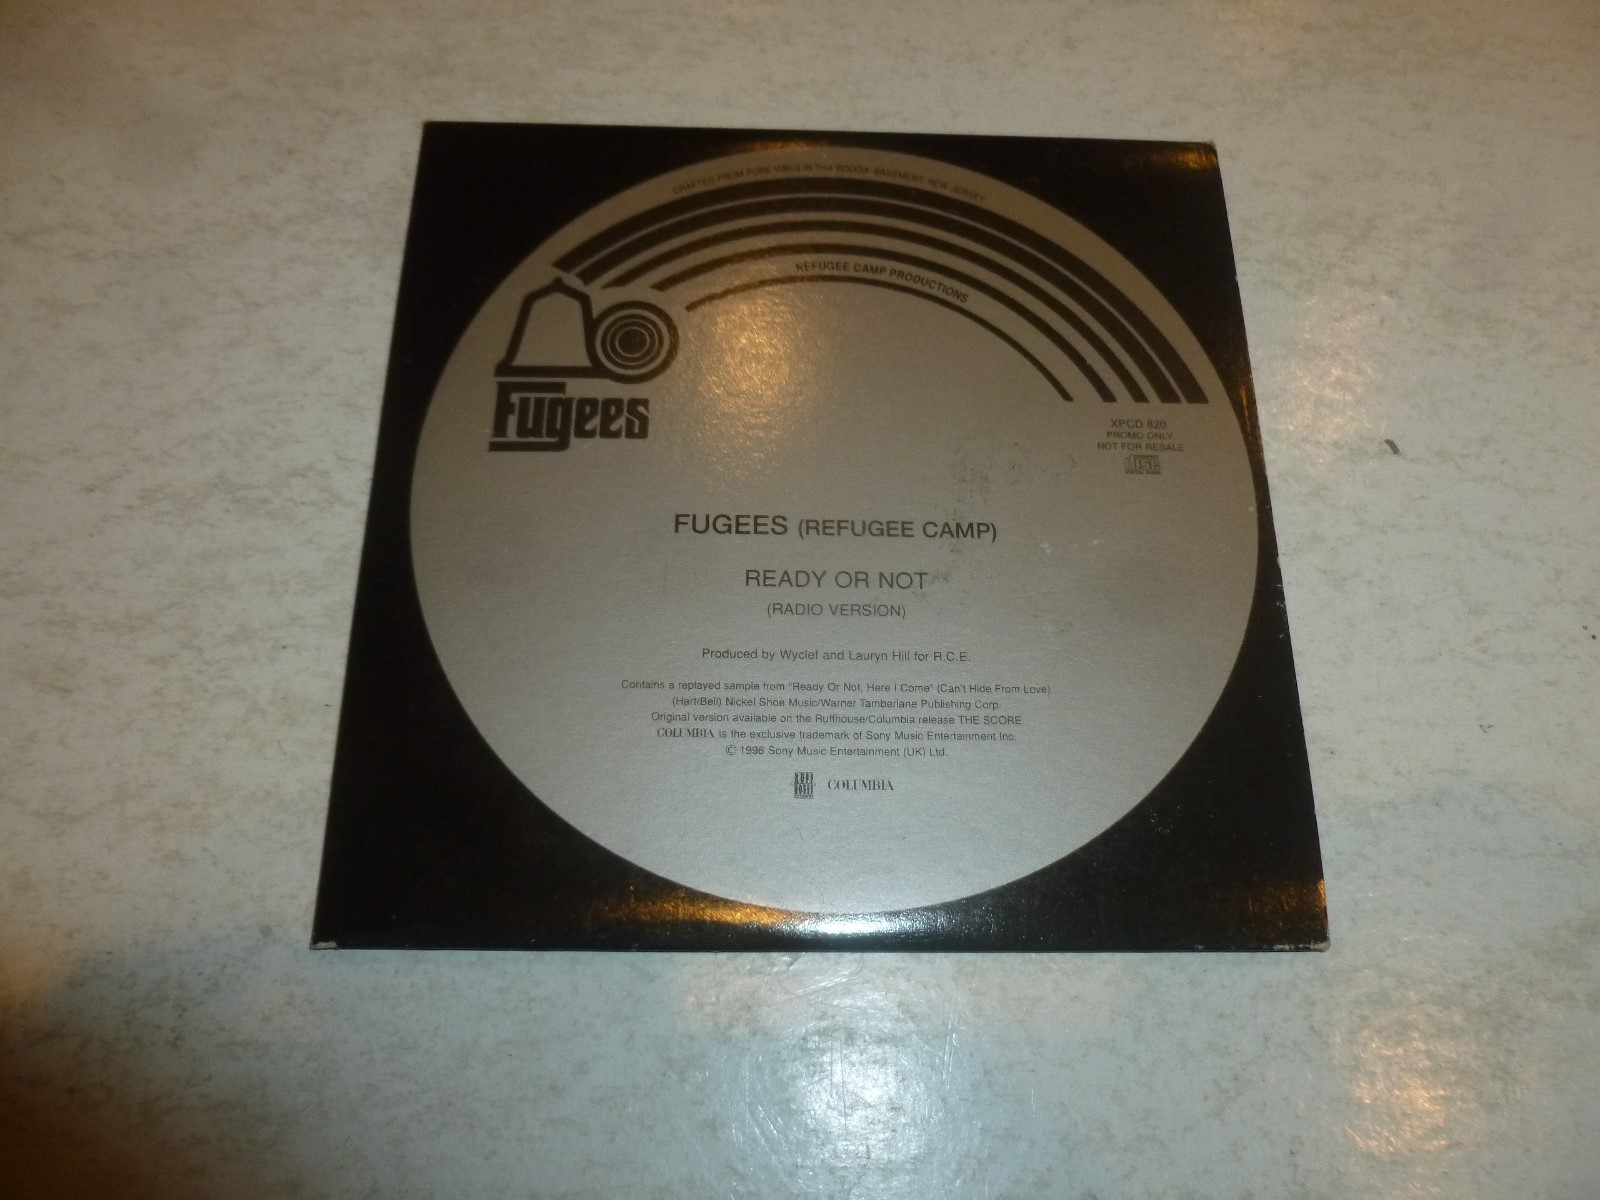 CRAFTED FROM PURE VIBES IN THA BOOGA BASEMENT NEW JERSEY
REFUGEE CAMP PRODUCTIONS
Fugees
XPCD 820
PROMO ONLY
NOT FOR RESALE
disc
FUGEES (REFUGEE CAMP)
READY OR NOT
(RADIO VERSION)
Produced by Wyclef and Lauryn Hill for R.C.E.
Contains a replayed sample from "Ready Or Not, Here I Come" (Can't Hide From Love)
(Hart/Bell) Nickel Shoe Music/Warner Tamberlane Publishing Corp.
Original version available on the Ruffhouse/Columbia release THE SCORE
COLUMBIA is the exclusive trademark of Sony Music Entertainment Inc.
© 1996 Sony Music Entertainment (UK) Ltd.
RUFF HOUSE COLUMBIA